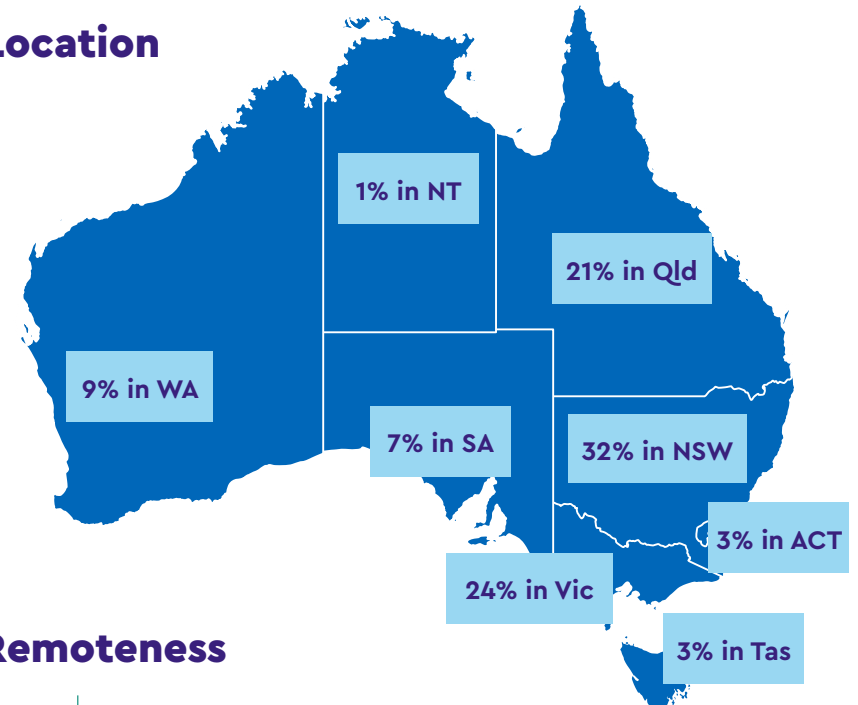 Location
1% in NT
21% in Qld
9% in WA
7% in SA
32% in NSW
3% in ACT
24% in Vic
3% in Tas
Remoteness